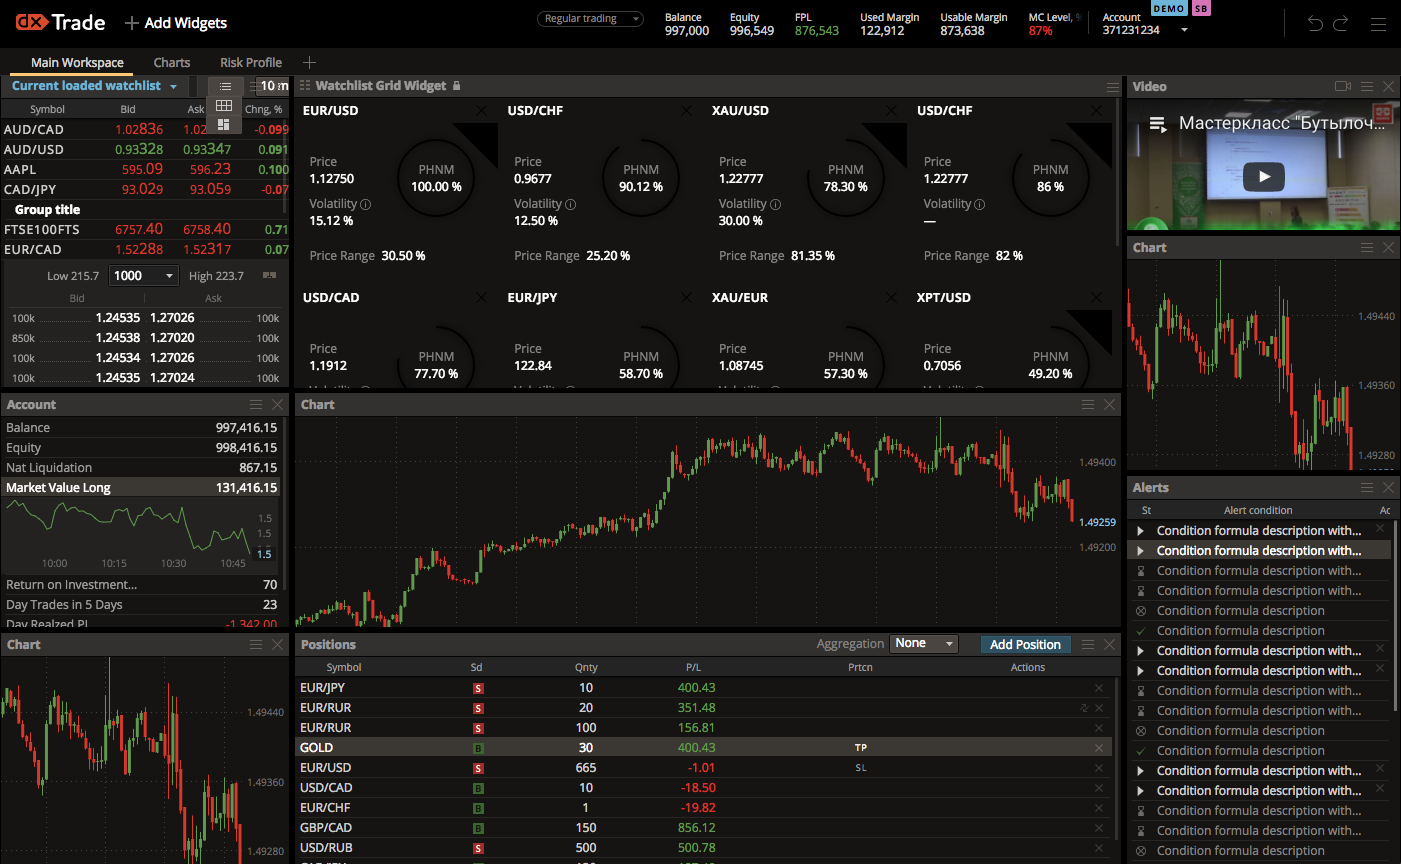 dx Trade
Add Widgets
Regular trading
Balance
997,000
Equity
996,549
FPL
876,543
Used Margin
122,912
Usable Margin
873,638
MC Level, %
87%
Account
371231234
DEMO
SB
Main Workspace
Charts
Risk Profile
Current loaded watchlist
10 m
Symbol Bid Ask Chng, %
AUD/CAD 1.02836 1.02 -0.099
AUD/USD 0.93328 0.93347 0.091
AAPL 595.09 596.23 0.100
CAD/JPY 93.029 93.059 -0.07
Group title
FTSE100FTS 6757.40 6758.40 0.71
EUR/CAD 1.52288 1.52317 0.07
Low 215.7 1000 High 223.7
Bid Ask
100k 1.24535 1.27026 100k
850k 1.24538 1.27020 100k
100k 1.24534 1.27026 100k
100k 1.24535 1.27024 100k
Watchlist Grid Widget
EUR/USD
Price
1.12750
Volatility
15.12 %
PHNM
100.00 %
Price Range 30.50 %
USD/CHF
Price
0.9677
Volatility
12.50 %
PHNM
90.12 %
Price Range 25.20 %
XAU/USD
Price
1.22777
Volatility
30.00 %
PHNM
78.30 %
Price Range 81.35 %
USD/CHF
Price
1.22777
Volatility
—
PHNM
86 %
Price Range 82 %
USD/CAD
Price
1.1912
Volatility
PHNM
77.70 %
EUR/JPY
Price
122.84
Volatility
PHNM
58.70 %
XAU/EUR
Price
1.08745
Volatility
PHNM
57.30 %
XPT/USD
Price
0.7056
Volatility
PHNM
49.20 %
Video
Мастеркласс "Бутылоч...
Chart
1.49440
1.49360
1.49280
Account
Balance 997,416.15
Equity 998,416.15
Nat Liquidation 867.15
Market Value Long 131,416.15
1.5
1.5
1.5
10:00 10:15 10:30 10:45
Return on Investment... 70
Day Trades in 5 Days 23
Day Realzed PL -1,342.00
Chart
1.49400
1.49259
1.49200
Alerts
St Alert condition Ac
Condition formula description with...
Condition formula description with...
Condition formula description with...
Condition formula description with...
Condition formula description
Condition formula description
Condition formula description with...
Condition formula description with...
Condition formula description with...
Condition formula description with...
Condition formula description
Condition formula description
Condition formula description with...
Condition formula description with...
Condition formula description with...
Condition formula description with...
Condition formula description
Chart
1.49440
1.49360
1.49280
Positions
Aggregation None
Add Position
Symbol Sd Qnty P/L Prtcn Actions
EUR/JPY S 10 400.43
EUR/RUR S 20 351.48
EUR/RUR S 100 156.81
GOLD B 30 400.43 TP
EUR/USD S 665 -1.01 SL
USD/CAD B 10 -18.50
EUR/CHF B 1 -19.82
GBP/CAD B 150 856.12
USD/RUB S 500 500.78